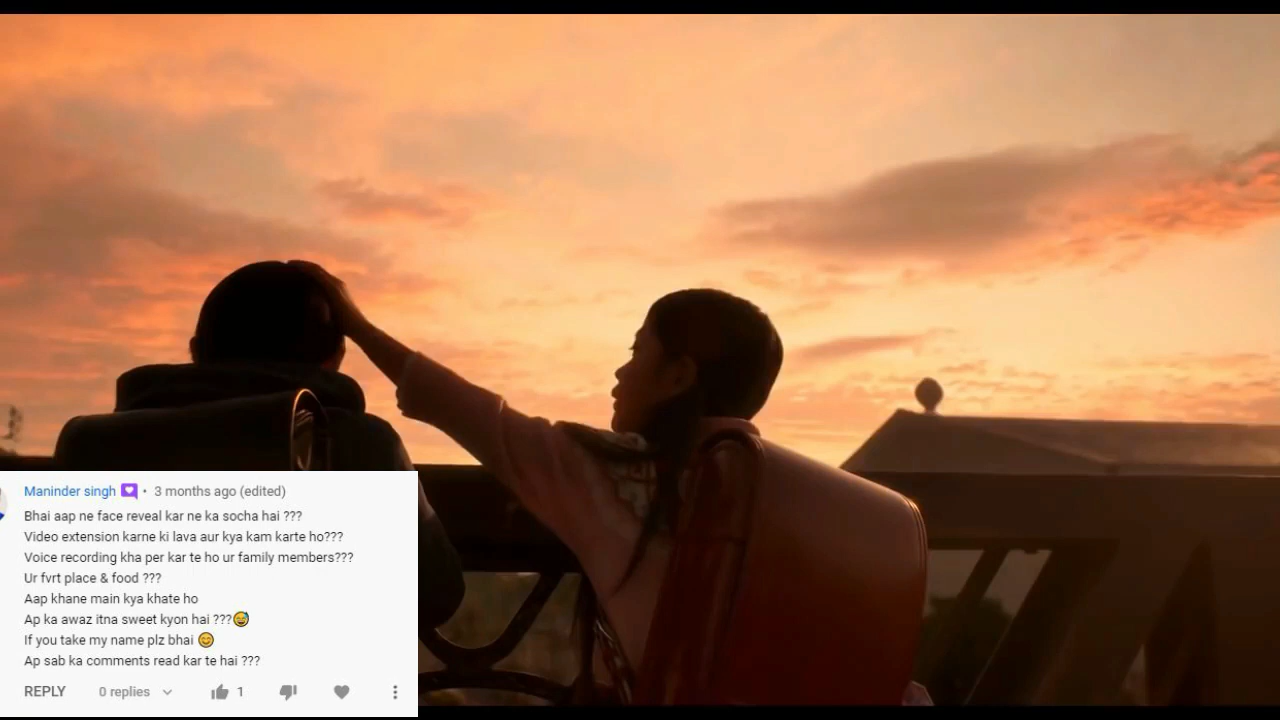 Maninder singh • 3 months ago (edited)
Bhai aap ne face reveal kar ne ka socha hai ???
Video extension karne ki lava aur kya kam karte ho???
Voice recording kha per kar te ho ur family members???
Ur fvrt place & food ???
Aap khane main kya khate ho
Ap ka awaz itna sweet kyon hai ???😅
If you take my name plz bhai 😊
Ap sab ka comments read kar te hai ???
REPLY 0 replies 1